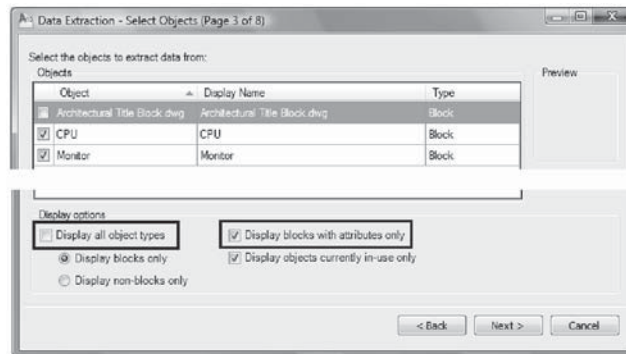 Data Extraction - Select Objects (Page 3 of 8)
Select the objects to extract data from:
Objects
Preview
Object Display Name Type
Architectural Title Block.dwg Architectural Title Block.dwg Block
CPU CPU Block
Monitor Monitor Block
Display options
Display all object types
Display blocks with attributes only
Display blocks only
Display objects currently in-use only
Display non-blocks only
< Back Next > Cancel